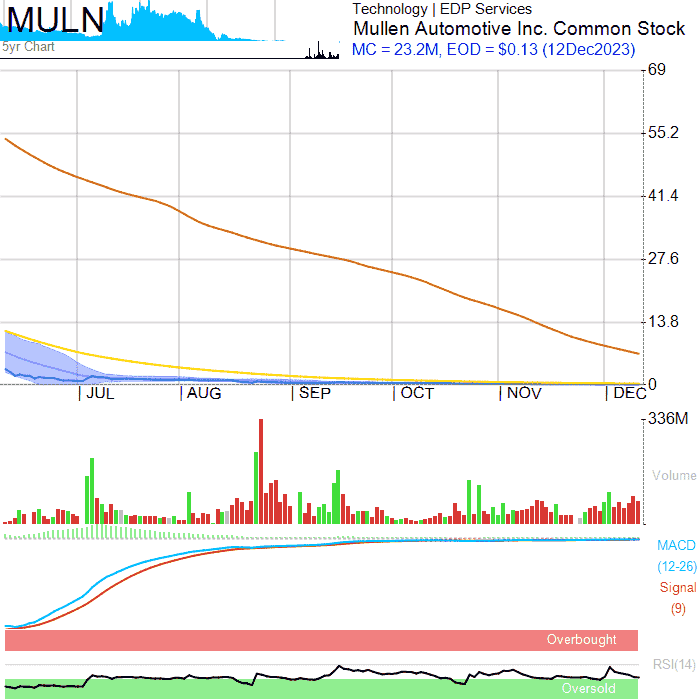 MULN
5yr Chart
Technology | EDP Services
Mullen Automotive Inc. Common Stock
MC = 23.2M, EOD = $0.13 (12Dec2023)
69
55.2
41.4
27.6
13.8
0
JUL
AUG
SEP
OCT
NOV
DEC
336M
Volume
MACD
(12-26)
Signal
(9)
Overbought
RSI(14)
Oversold